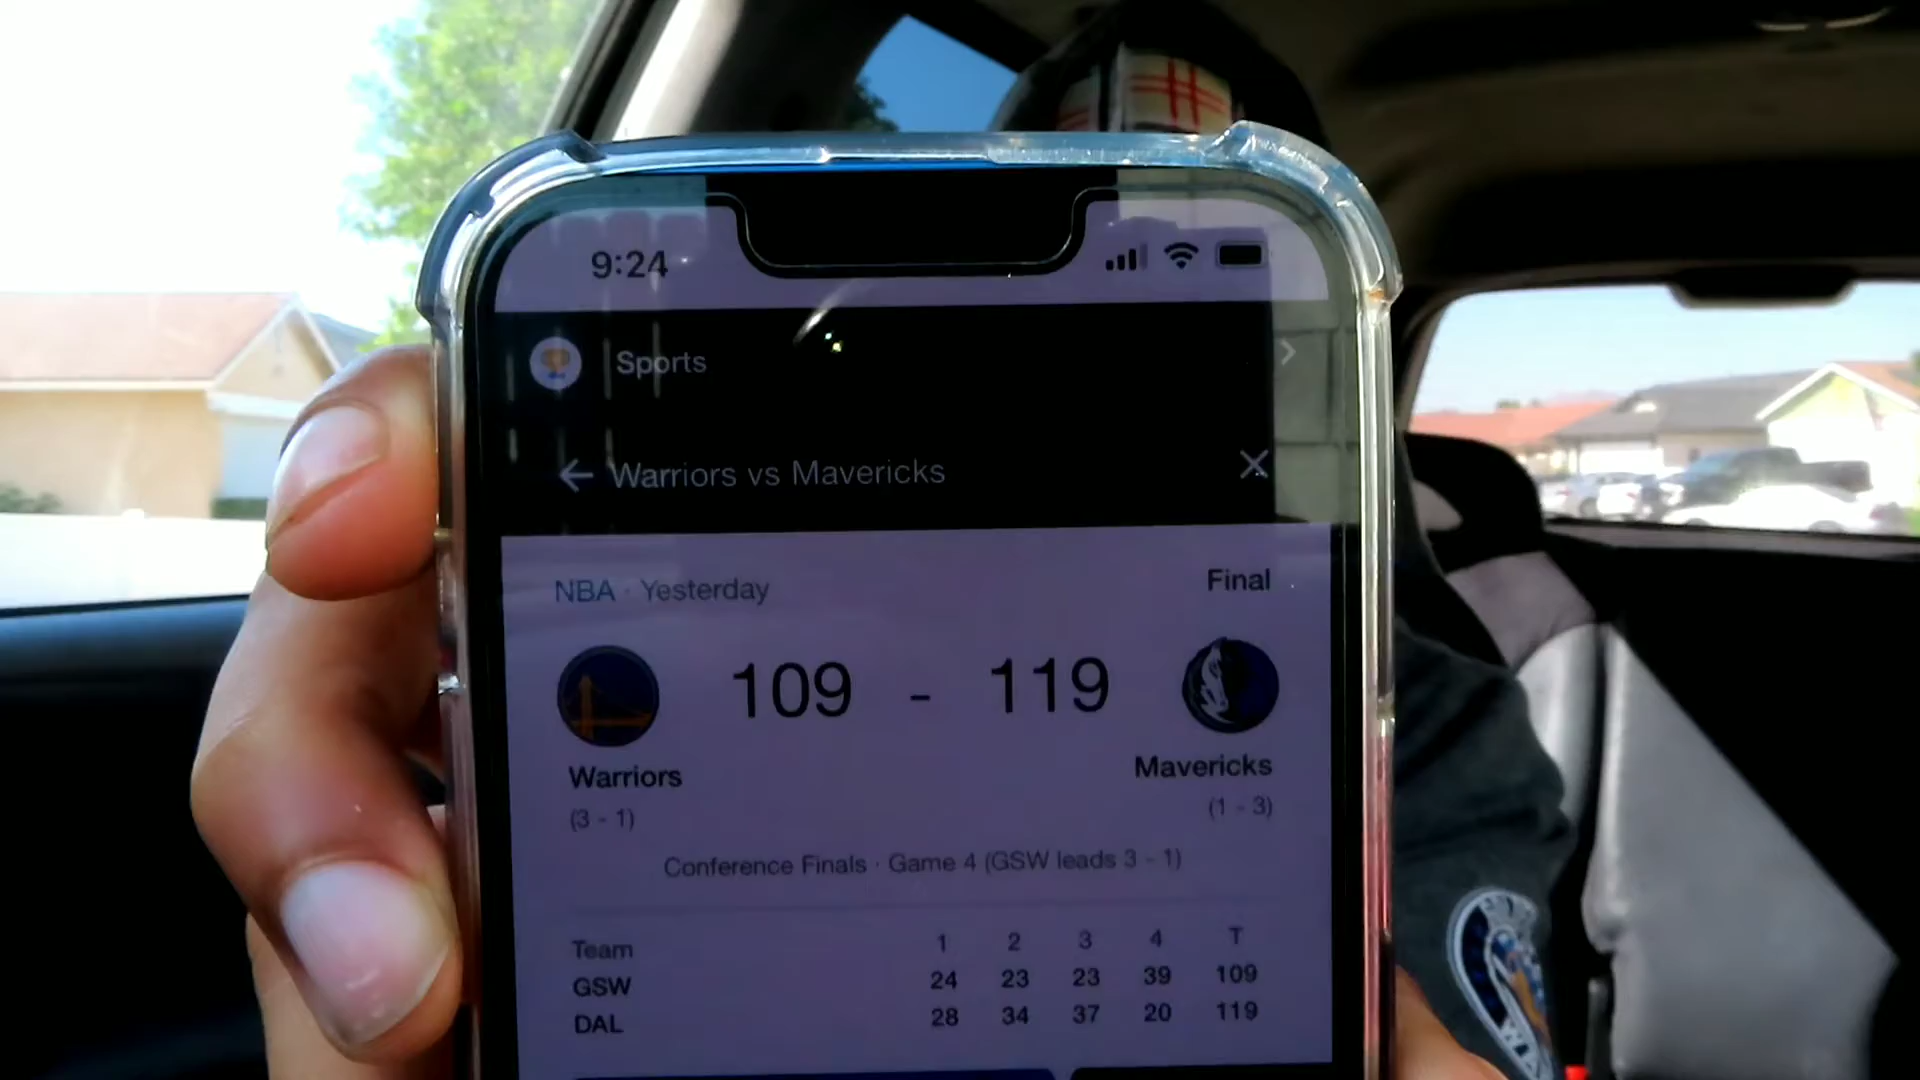 9:24
Sports
Warriors vs Mavericks
NBA · Yesterday Final
109 - 119
Warriors Mavericks
(3 - 1) (1 - 3)
Conference Finals · Game 4 (GSW leads 3 - 1)
Team 1 2 3 4 T
GSW 24 23 23 39 109
DAL 28 34 37 20 119